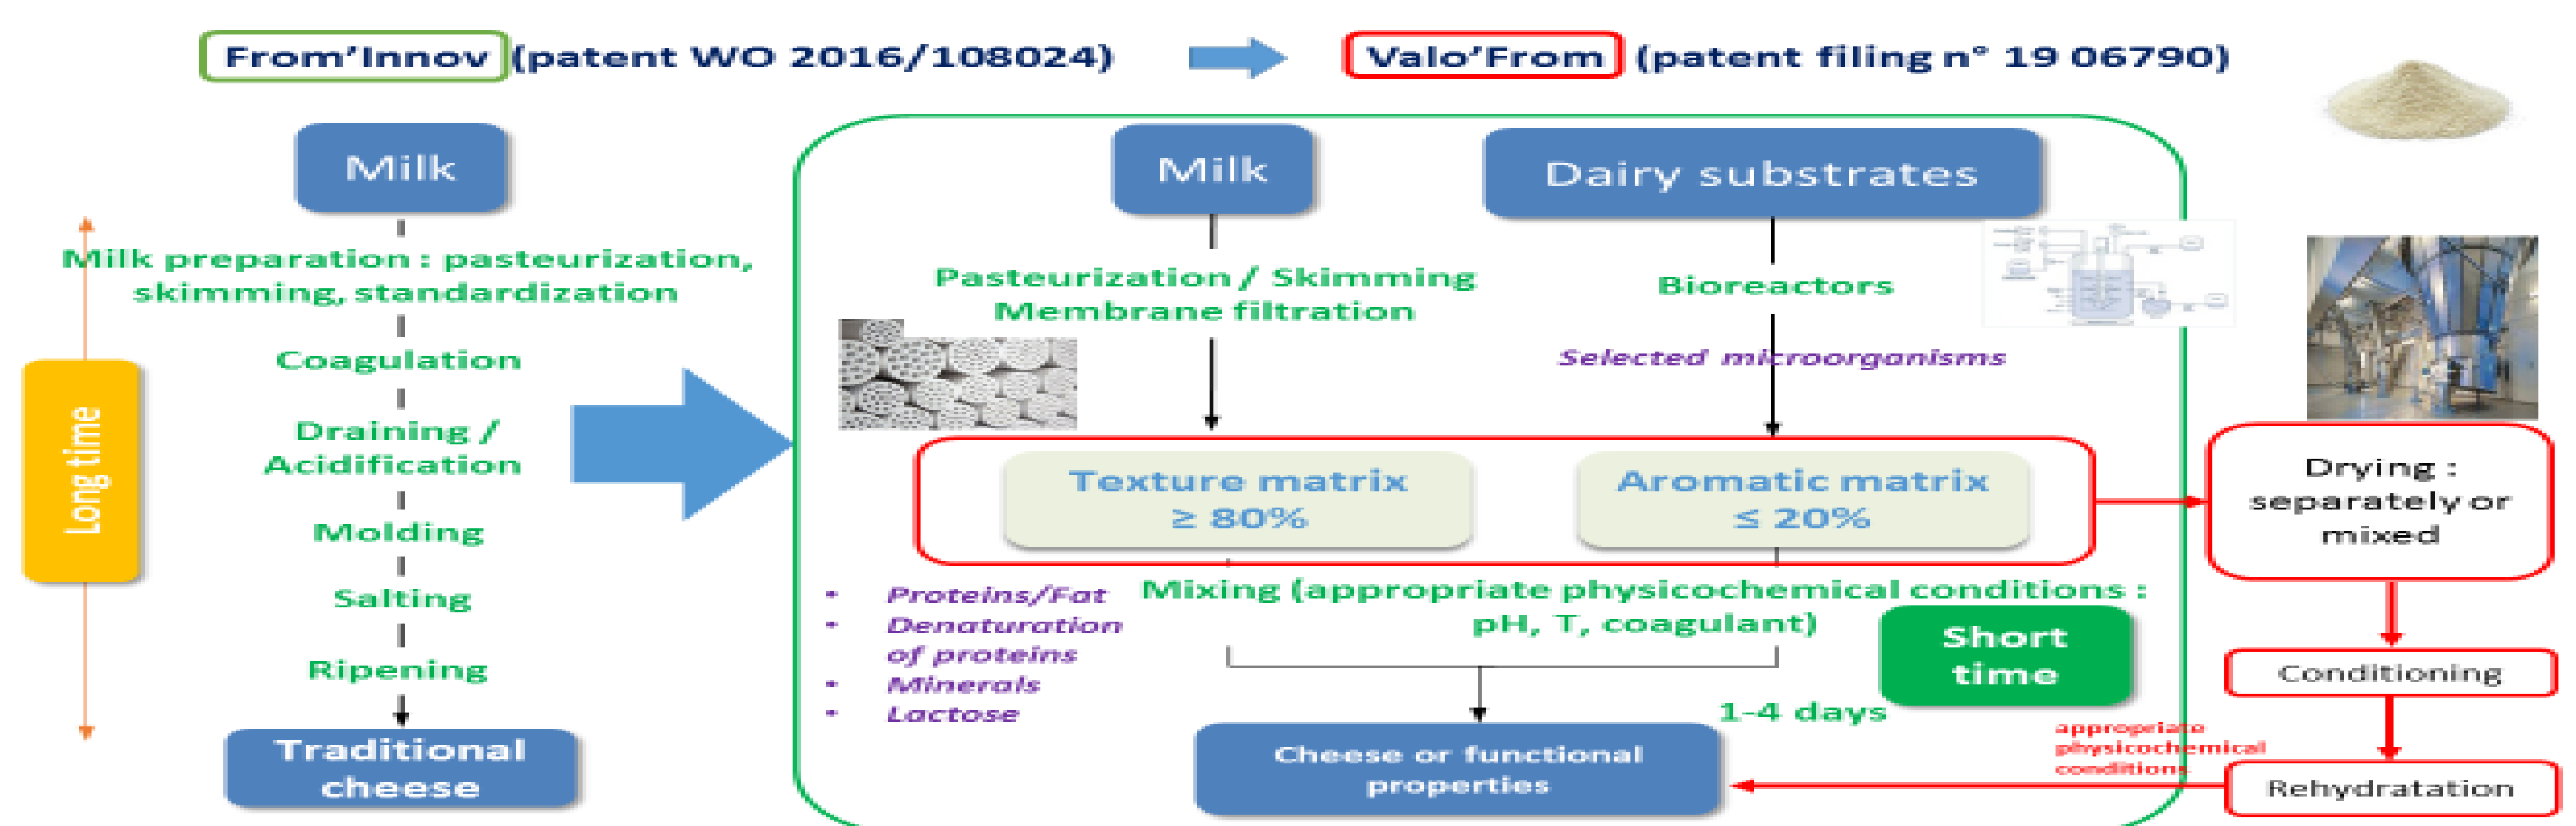 From'Innov (patent WO 2016/108024)
Valo'From (patent filing n° 19 06790)
Milk
Milk preparation : pasteurization,
skimming, standardization
Coagulation
Draining /
Acidification
Molding
Salting
Ripening
Traditional
cheese
Long time
Milk
Pasteurization / Skimming
Membrane filtration
Dairy substrates
Bioreactors
Selected microorganisms
Texture matrix
≥ 80%
Aromatic matrix
≤ 20%
• Proteins/Fat
• Denaturation
of proteins
• Minerals
• Lactose
Mixing (appropriate physicochemical conditions :
pH, T, coagulant)
Short
time
1-4 days
Cheese or functional
properties
Drying :
separately or
mixed
Conditioning
Rehydratation
appropriate
physicochemical
conditions